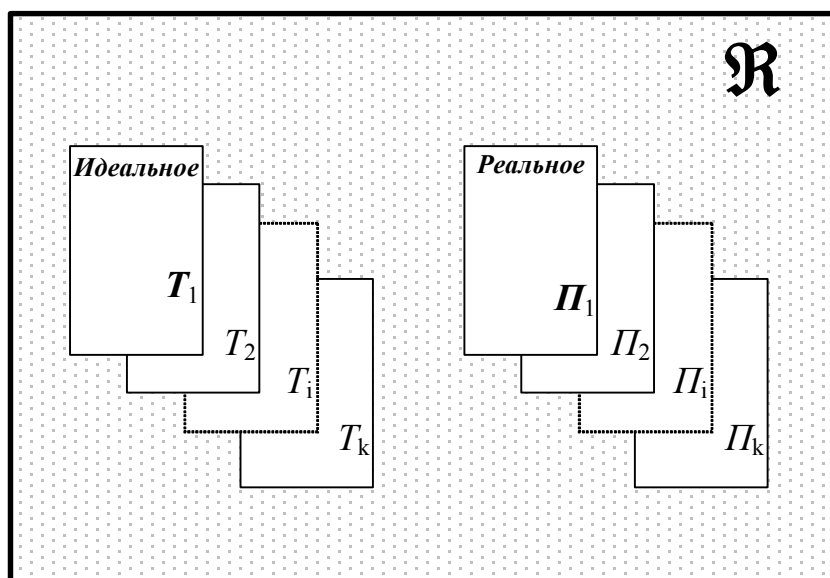 ℜ
Идеальное
Реальное
T₁
П₁
T₂
П₂
Tᵢ
Пᵢ
Tₖ
Пₖ